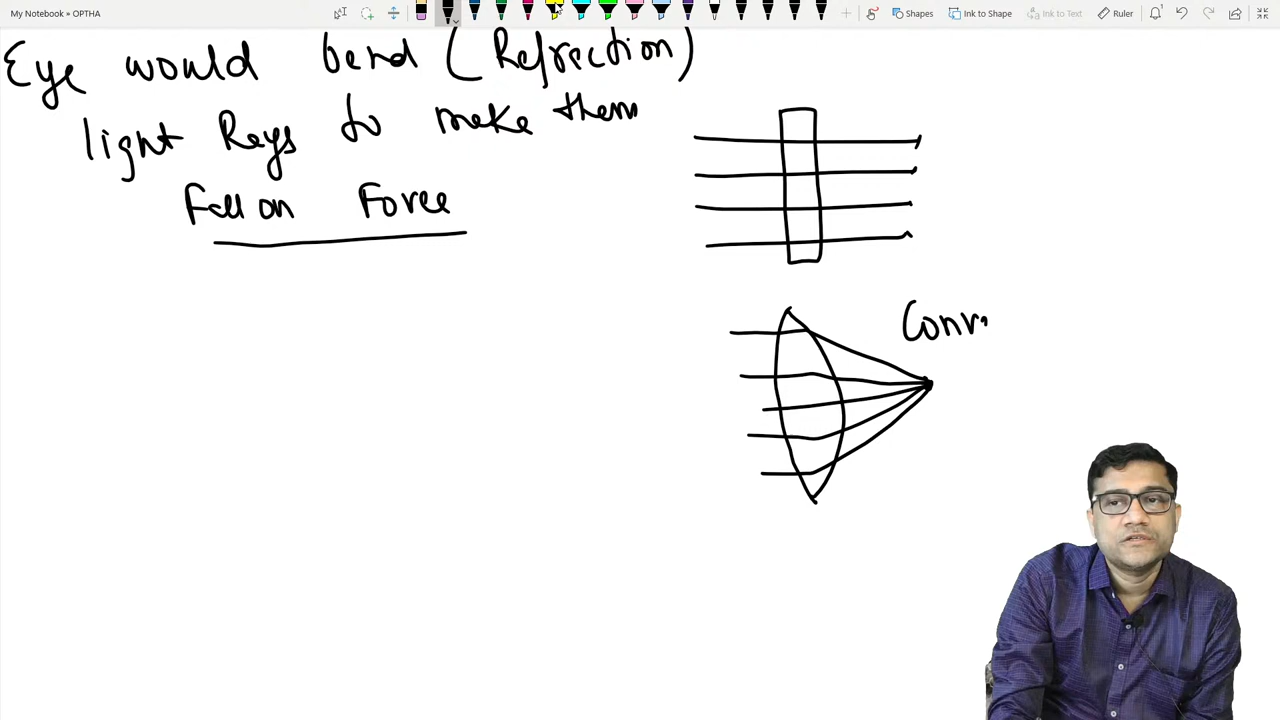 My Notebook » OPTHA
Shapes
Ink to Shape
Ink to Text
Ruler
Eye would bend (Refraction)
light Rays to make them
Fall on Fovea
Conv